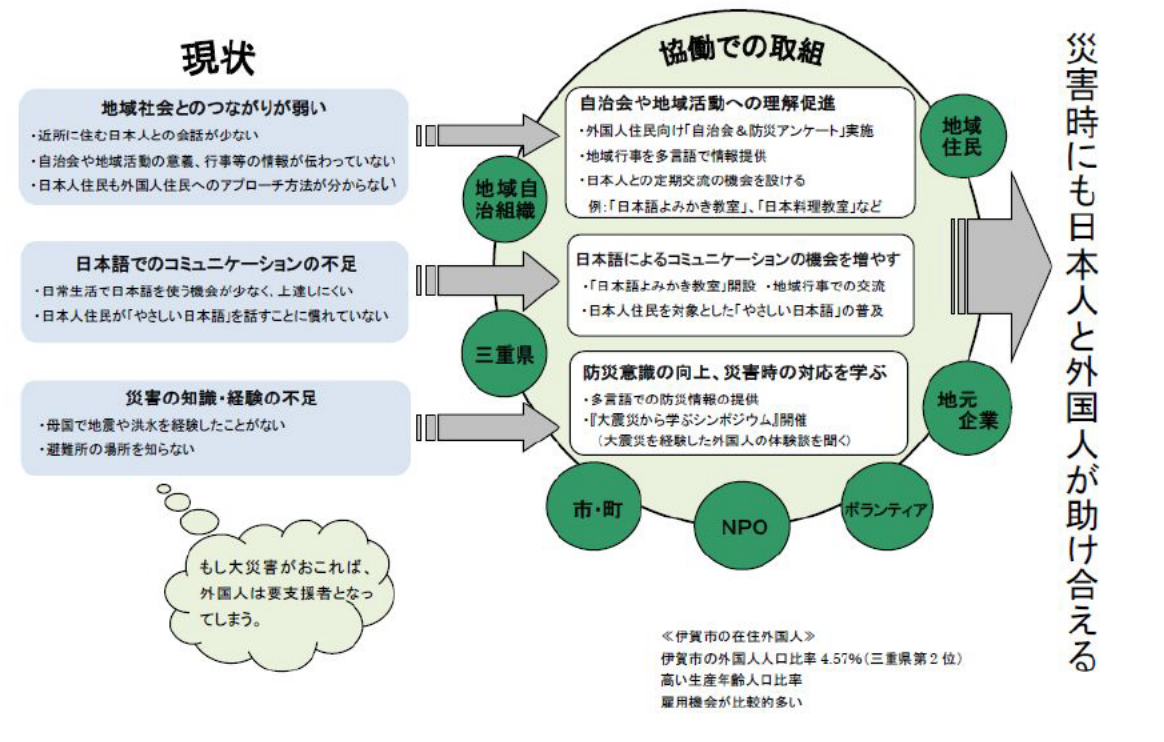 現状
地域社会とのつながりが弱い
・近所に住む日本人との会話が少ない
・自治会や地域活動の意義、行事等の情報が伝わっていない
・日本人住民も外国人住民へのアプローチ方法が分からない
日本語でのコミュニケーションの不足
・日常生活で日本語を使う機会が少なく、上達しにくい
・日本人住民が「やさしい日本語」を話すことに慣れていない
災害の知識・経験の不足
・母国で地震や洪水を経験したことがない
・避難所の場所を知らない
もし大災害がおこれば、
外国人は要支援者となっ
てしまう。
協働での取組
自治会や地域活動への理解促進
・外国人住民向け「自治会&防災アンケート」実施
・地域行事を多言語で情報提供
・日本人との定期交流の機会を設ける
例:「日本語よみかき教室」、「日本料理教室」など
日本語によるコミュニケーションの機会を増やす
・「日本語よみかき教室」開設 ・地域行事での交流
・日本人住民を対象とした「やさしい日本語」の普及
防災意識の向上、災害時の対応を学ぶ
・多言語での防災情報の提供
・『大震災から学ぶシンポジウム』開催
(大震災を経験した外国人の体験談を聞く)
地域自
治組織
三重県
市・町
NPO
ボランティア
地元
企業
地域
住民
災害時にも日本人と外国人が助け合える
≪伊賀市の在住外国人≫
伊賀市の外国人人口比率 4.57%(三重県第2位)
高い生産年齢人口比率
雇用機会が比較的多い